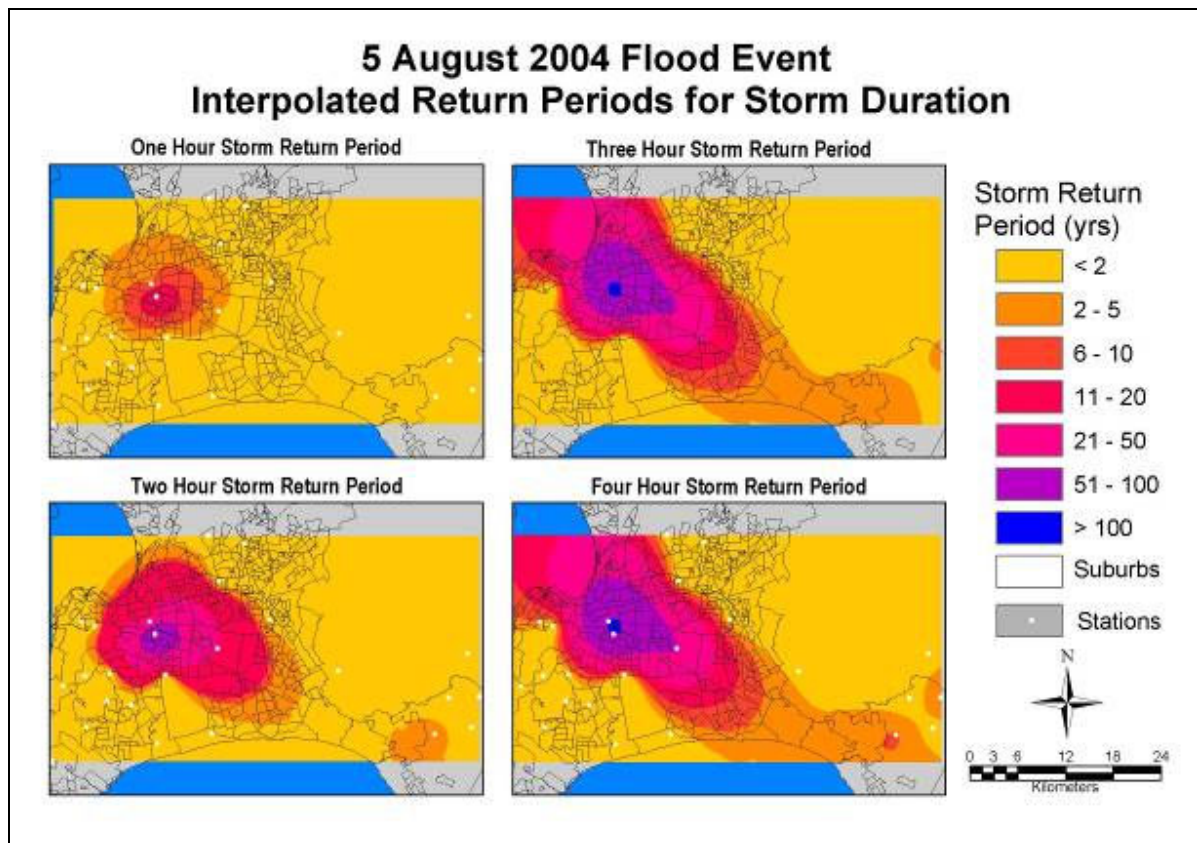 5 August 2004 Flood Event
Interpolated Return Periods for Storm Duration
One Hour Storm Return Period
Three Hour Storm Return Period
Two Hour Storm Return Period
Four Hour Storm Return Period
Storm Return
Period (yrs)
< 2
2 - 5
6 - 10
11 - 20
21 - 50
51 - 100
> 100
Suburbs
Stations
N
0 3 6 12 18 24
Kilometers